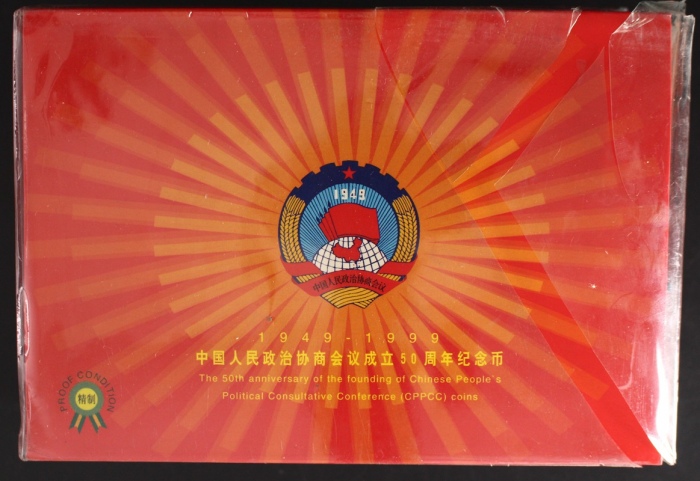 1949
中国人民政治协商会议
1949-1999
中国人民政治协商会议成立50周年纪念币
The 50th anniversary of the founding of Chinese People's
Political Consultative Conference (CPPCC) coins
PROOF CONDITION
精制